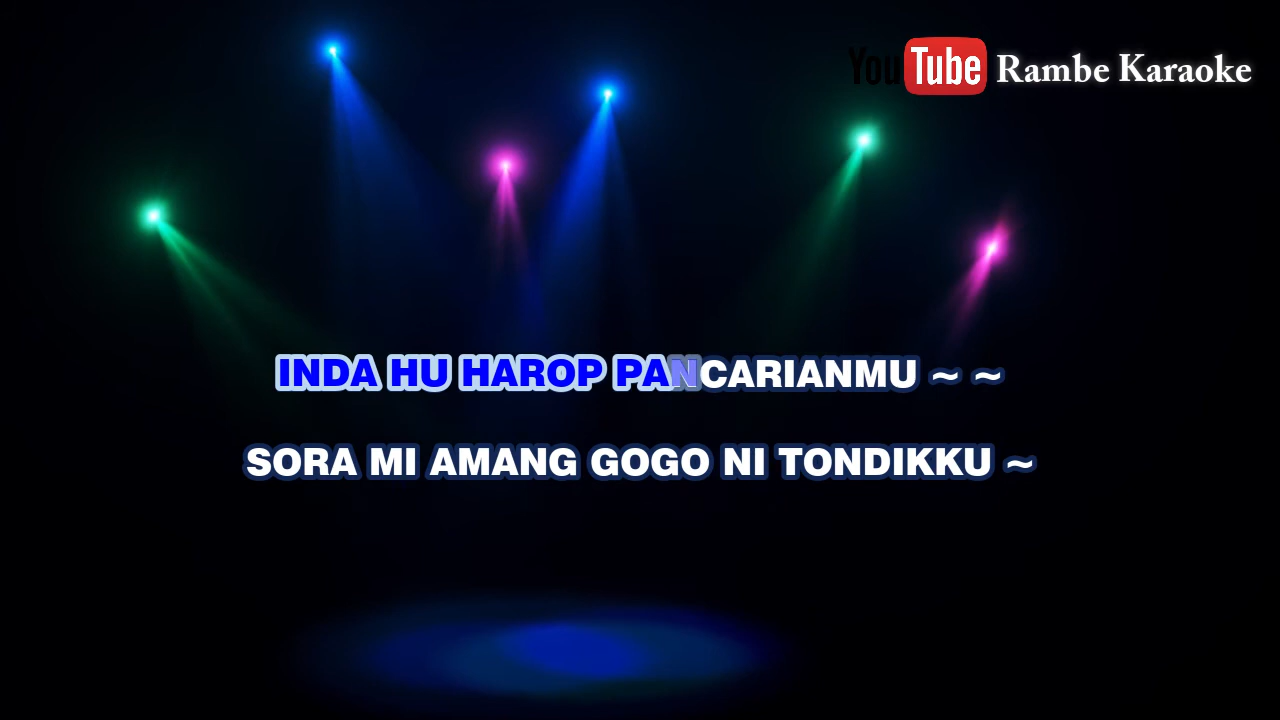 YouTube Rambe Karaoke
INDA HU HAROP PANCARIANMU ~ ~
SORA MI AMANG GOGO NI TONDIKKU ~